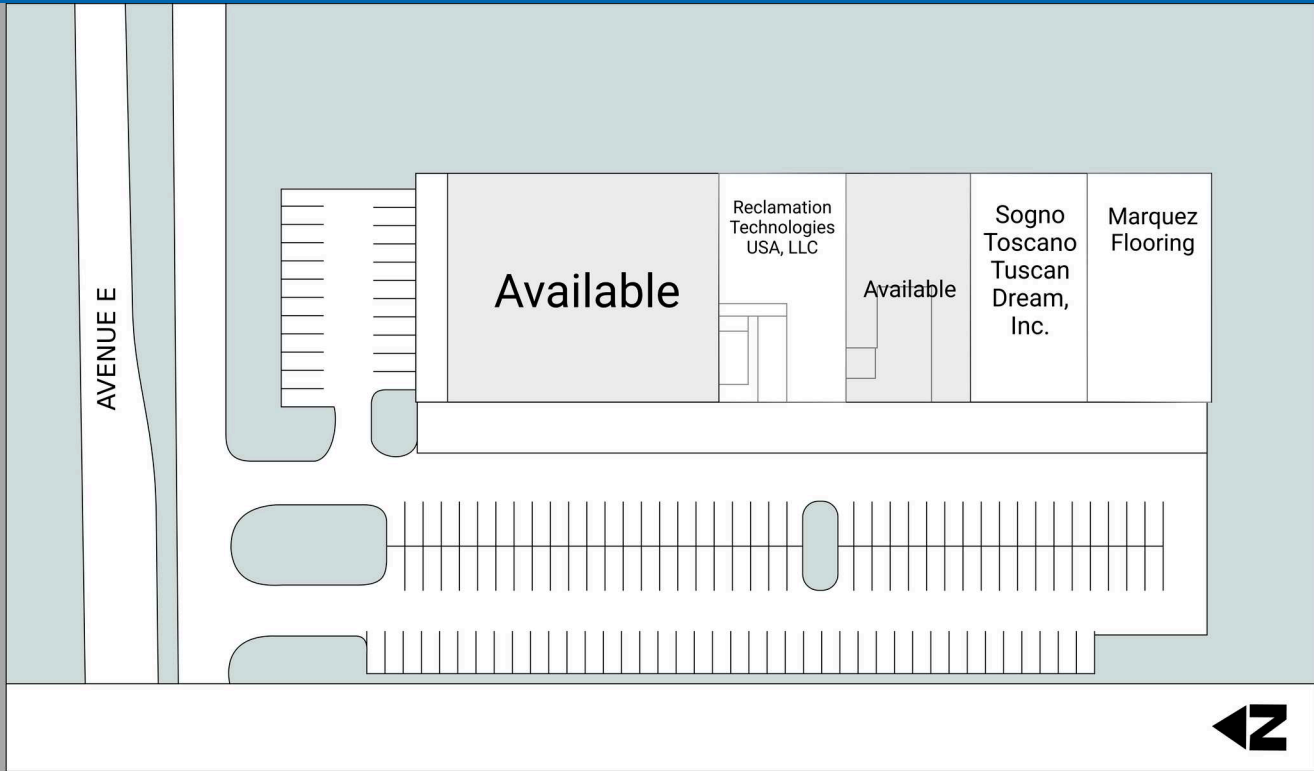 AVENUE E
Available
Reclamation
Technologies
USA, LLC
Available
Sogno
Toscano
Tuscan
Dream,
Inc.
Marquez
Flooring
N